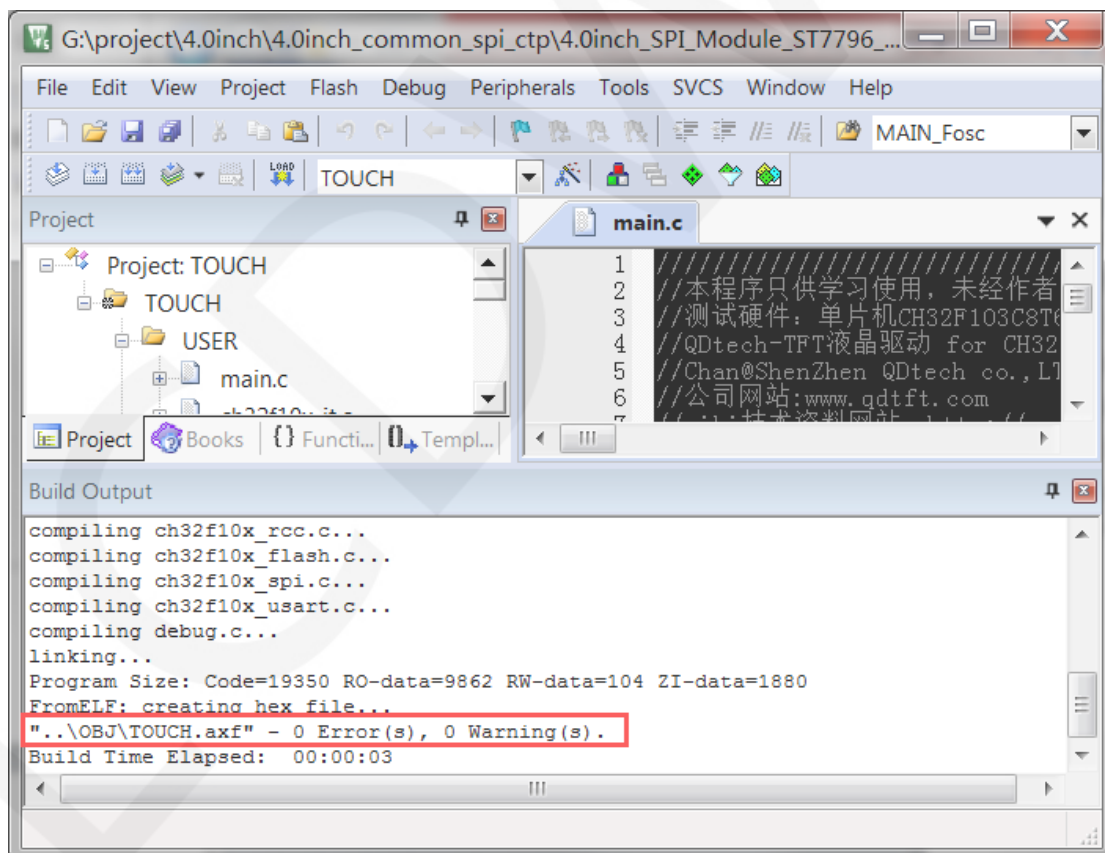 G:\project\4.0inch\4.0inch_common_spi_ctp\4.0inch_SPI_Module_ST7796_...
File Edit View Project Flash Debug Peripherals Tools SVCS Window Help
MAIN_Fosc
LOAD TOUCH
Project
main.c
Project: TOUCH
TOUCH
USER
main.c
1 ////////////////////////////
2 //本程序只供学习使用，未经作者
3 //测试硬件：单片机CH32F103C8T6
4 //QDtech-TFT液晶驱动 for CH32
5 //Chan@ShenZhen QDtech co.,LT
6 //公司网站:www.qdtft.com
Project Books {} Functi... Templ...
Build Output
compiling ch32f10x_rcc.c...
compiling ch32f10x_flash.c...
compiling ch32f10x_spi.c...
compiling ch32f10x_usart.c...
compiling debug.c...
linking...
Program Size: Code=19350 RO-data=9862 RW-data=104 ZI-data=1880
FromELF: creating hex file...
"..\OBJ\TOUCH.axf" - 0 Error(s), 0 Warning(s).
Build Time Elapsed: 00:00:03